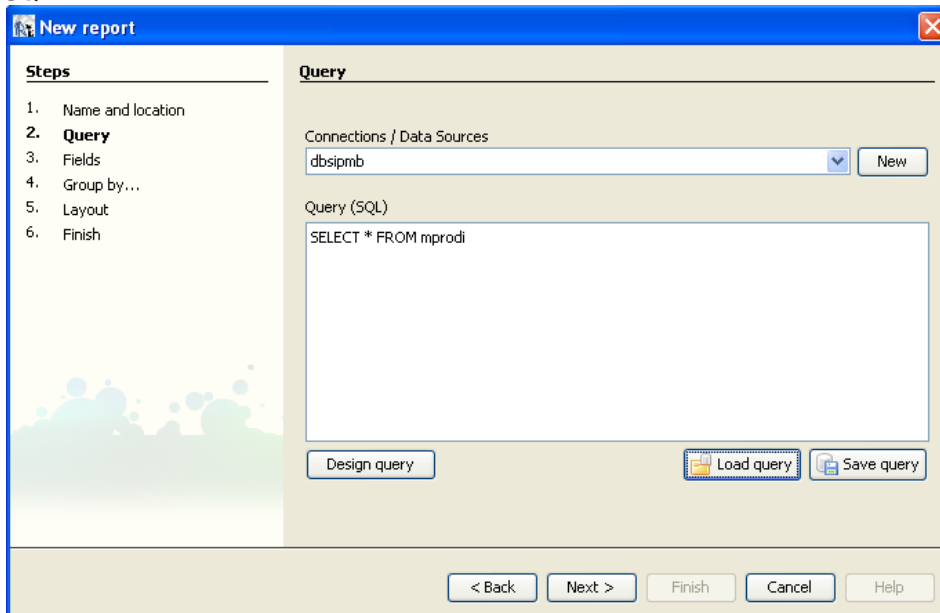 New report
Steps
1. Name and location
2. Query
3. Fields
4. Group by...
5. Layout
6. Finish
Query
Connections / Data Sources
dbsipmb
New
Query (SQL)
SELECT * FROM mprodi
Design query
Load query
Save query
< Back
Next >
Finish
Cancel
Help